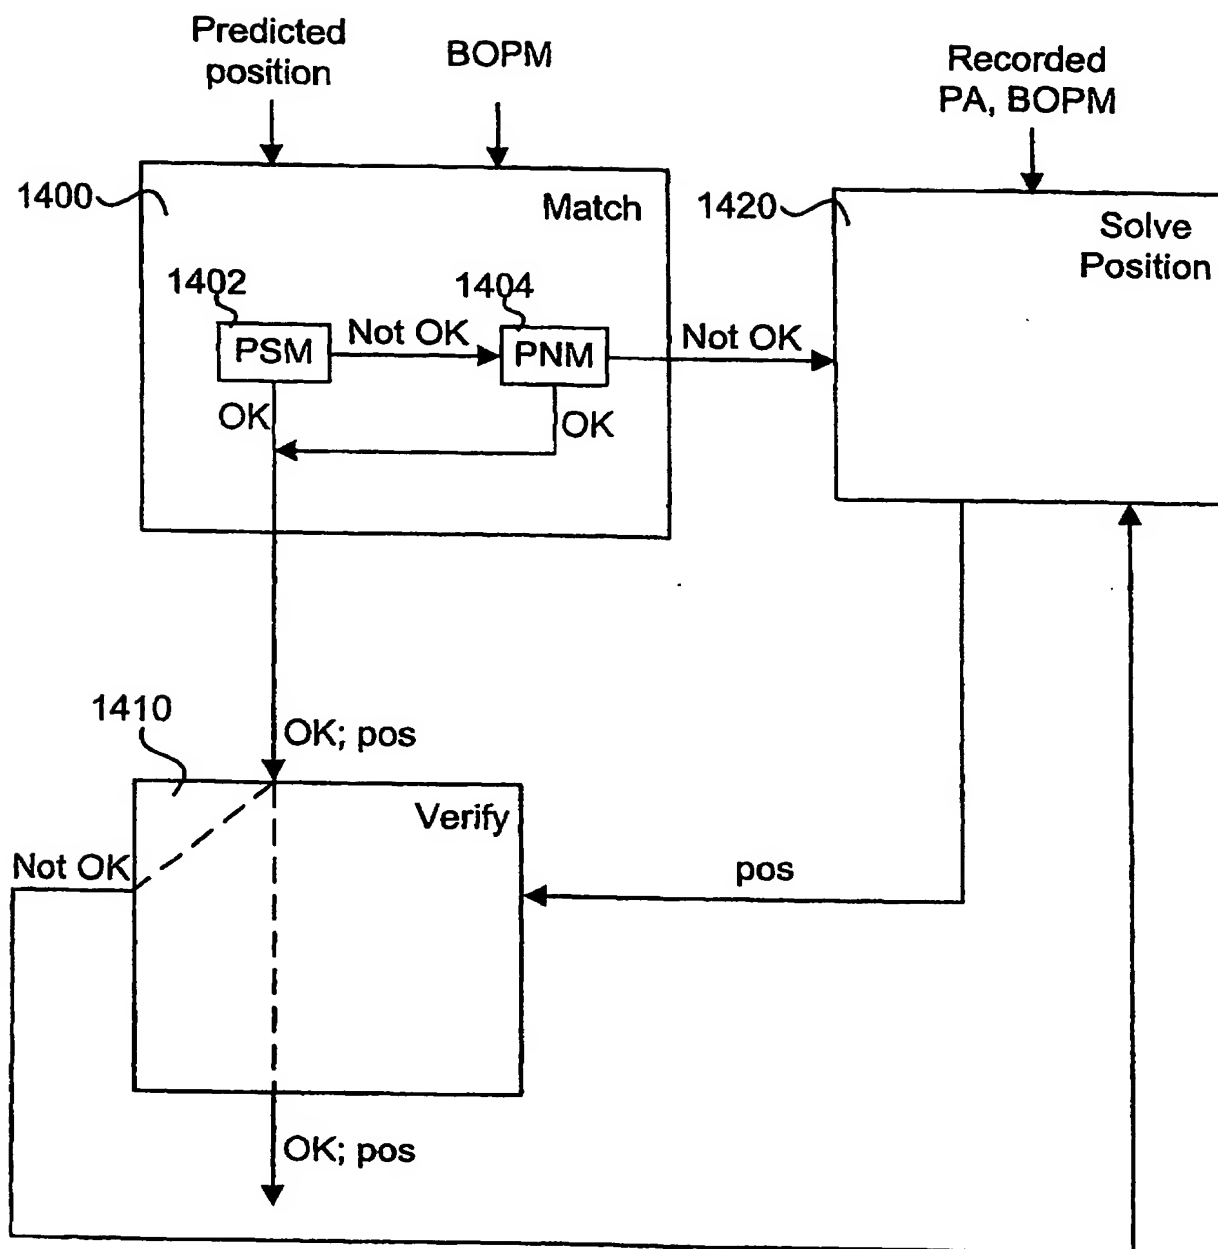 Predicted
position
BOPM
Recorded
PA, BOPM
1400
Match
1420
Solve
Position
1402
1404
PSM
Not OK
PNM
Not OK
OK
OK
1410
OK; pos
Verify
Not OK
pos
OK; pos